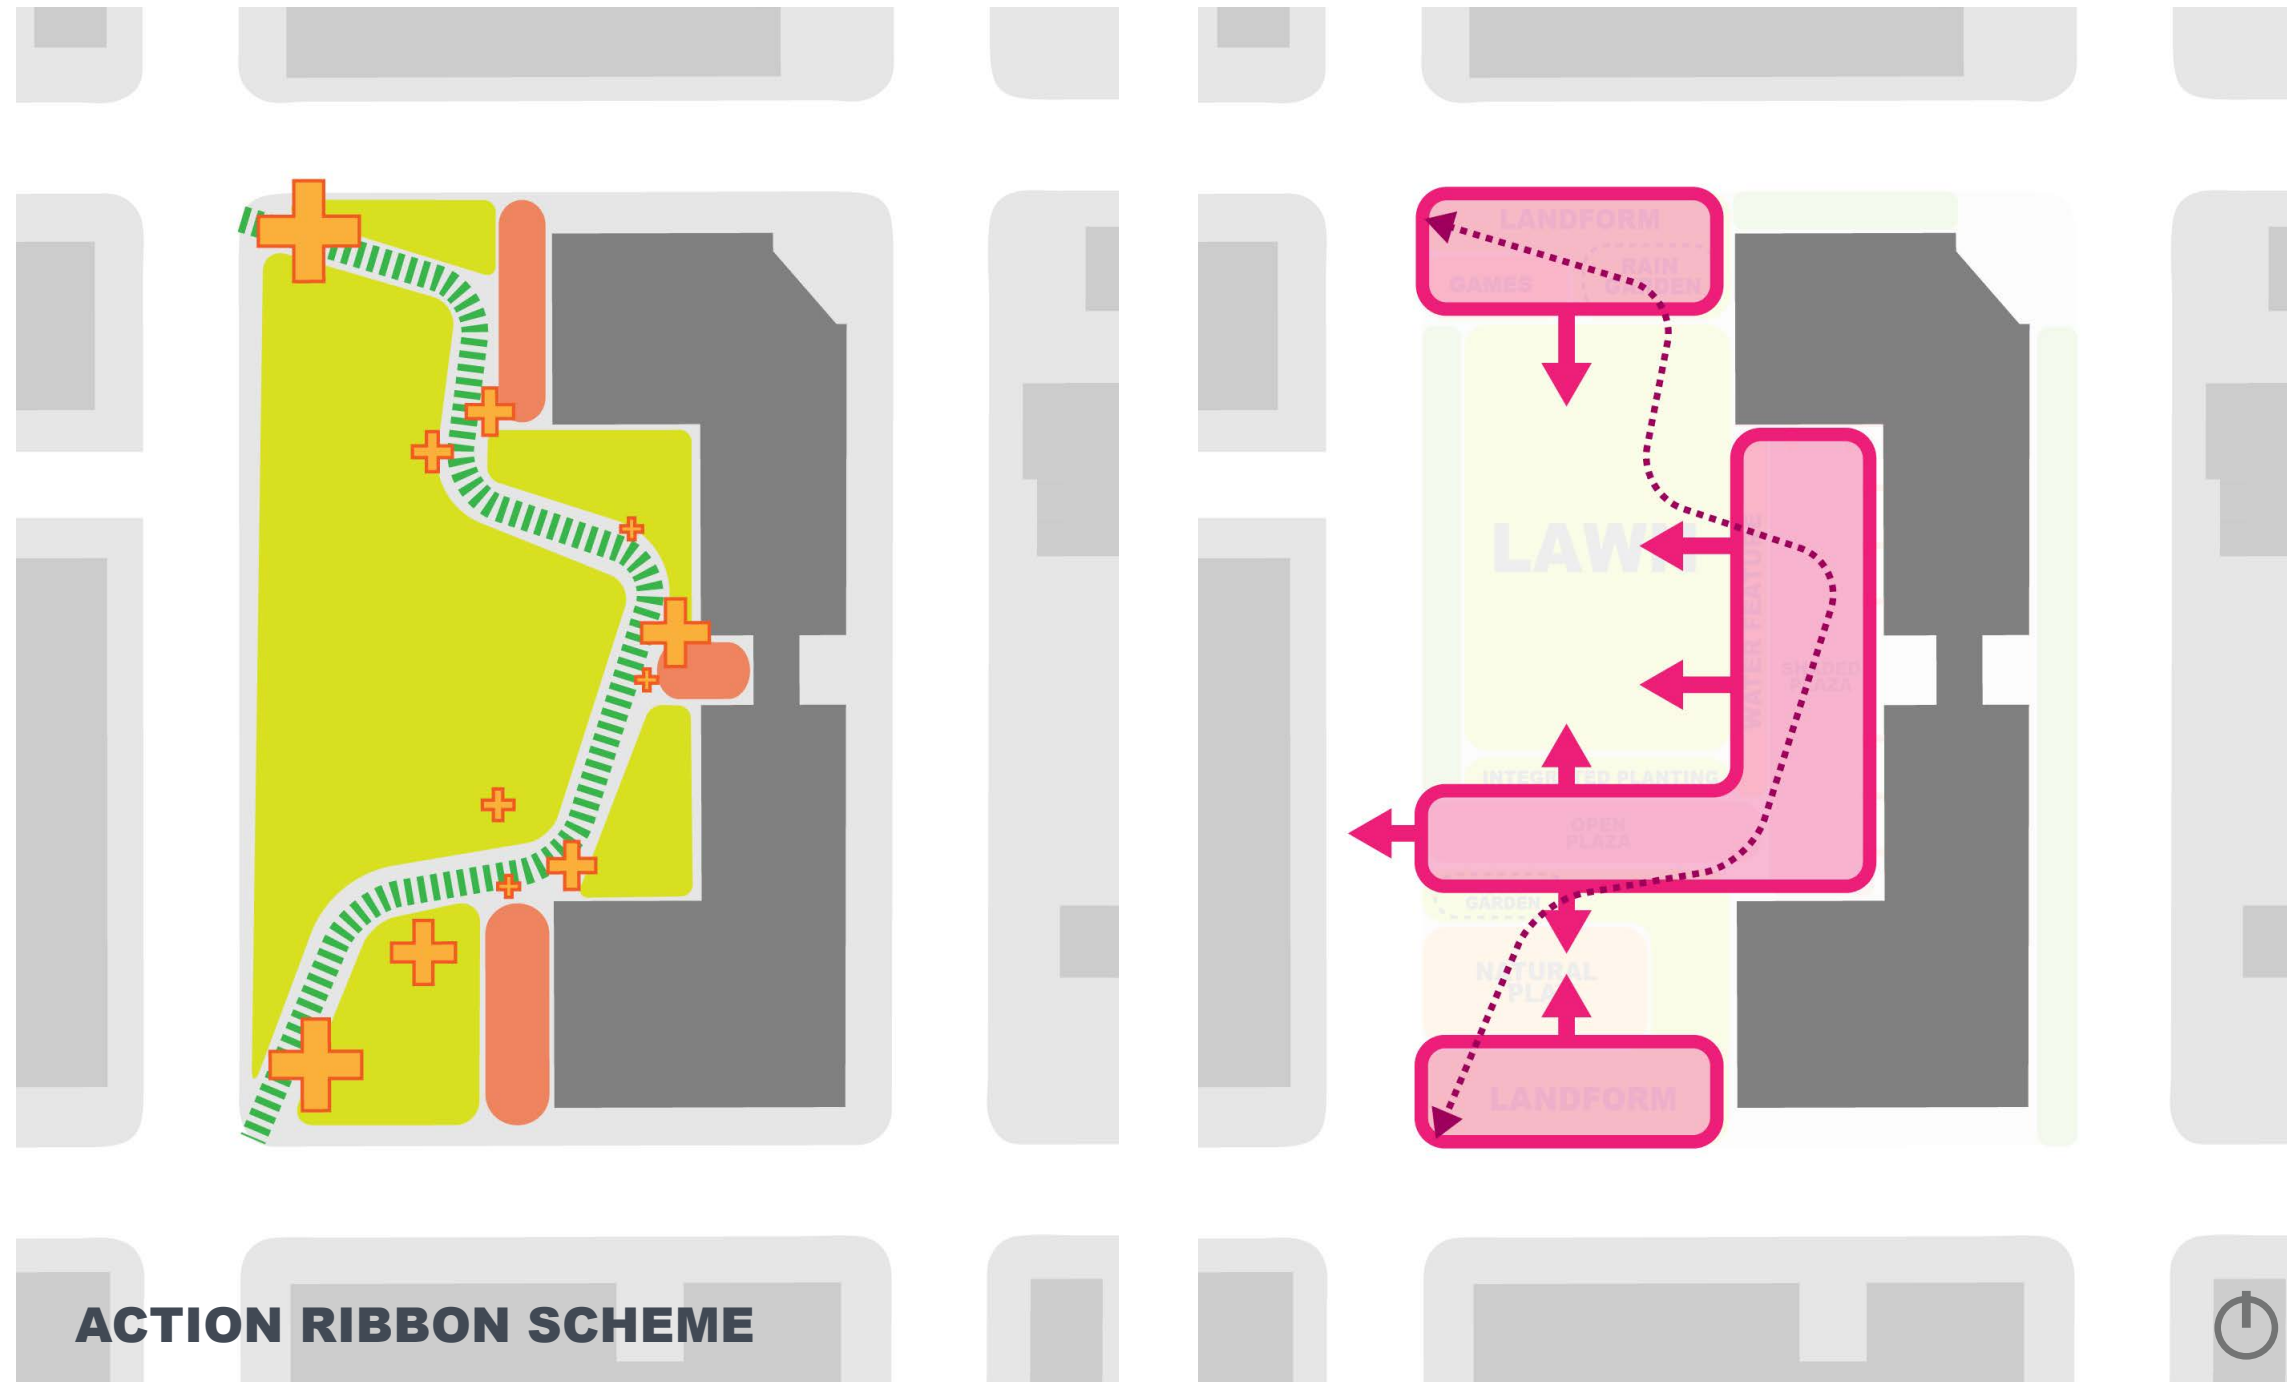 ACTION RIBBON SCHEME
LANDFORM
RAIN
GARDEN
GAMES
LAWN
WATER FEATURE
SHADED
PLAZA
INTEGRATED PLANTING
OPEN
PLAZA
GARDEN
NATURAL
PLAY
LANDFORM